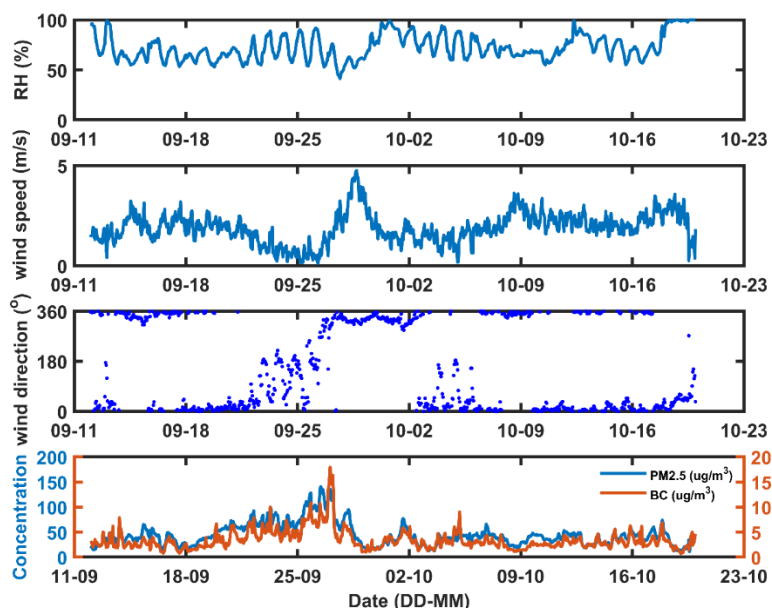 RH (%)
100
50
0
09-11 09-18 09-25 10-02 10-09 10-16 10-23
wind speed (m/s)
5
0
09-11 09-18 09-25 10-02 10-09 10-16 10-23
wind direction (°)
360
180
0
09-11 09-18 09-25 10-02 10-09 10-16 10-23
Concentration
200 20
150 15
PM2.5 (ug/m³)
BC (ug/m³)
100 10
50 5
0 0
11-09 18-09 25-09 02-10 09-10 16-10 23-10
Date (DD-MM)